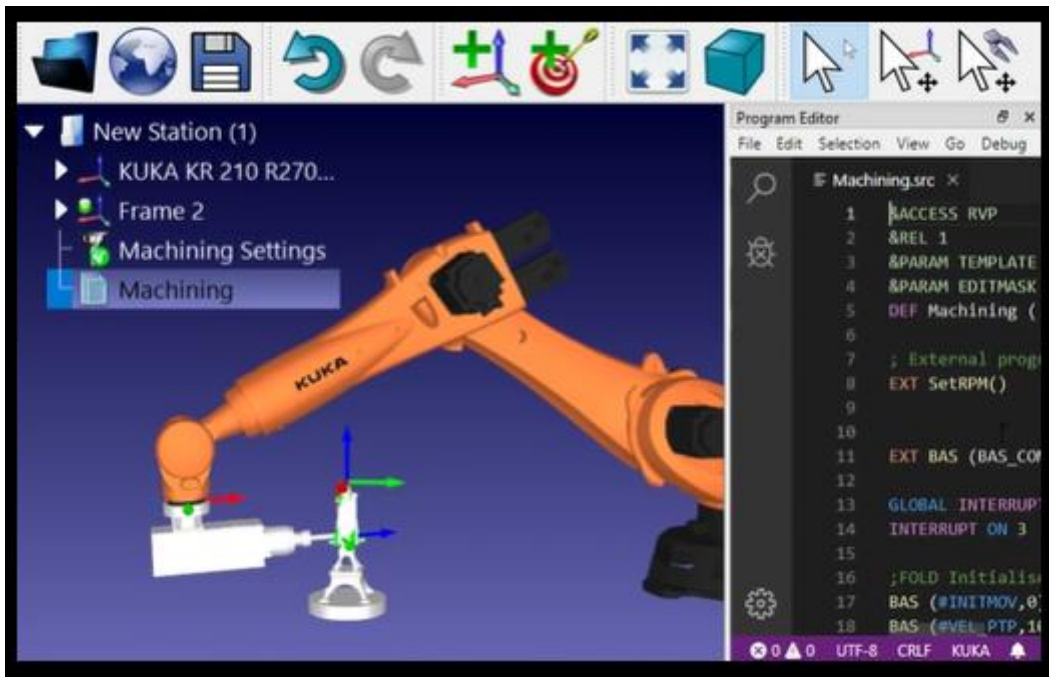 New Station (1)
KUKA KR 210 R270...
Frame 2
Machining Settings
Machining
KUKA
Program Editor
File Edit Selection View Go Debug
Machining.src
1 &ACCESS RVP
2 &REL 1
3 &PARAM TEMPLATE
4 &PARAM EDITMASK
5 DEF Machining (
6
7 ; External prog
8 EXT SetRPM()
9
10
11 EXT BAS (BAS_CO
12
13 GLOBAL INTERRUPT
14 INTERRUPT ON 3
15
16 ;FOLD Initialis
17 BAS (#INITMOV,0
18 BAS (#VEL_PTP,1
0 0 UTF-8 CRLF KUKA